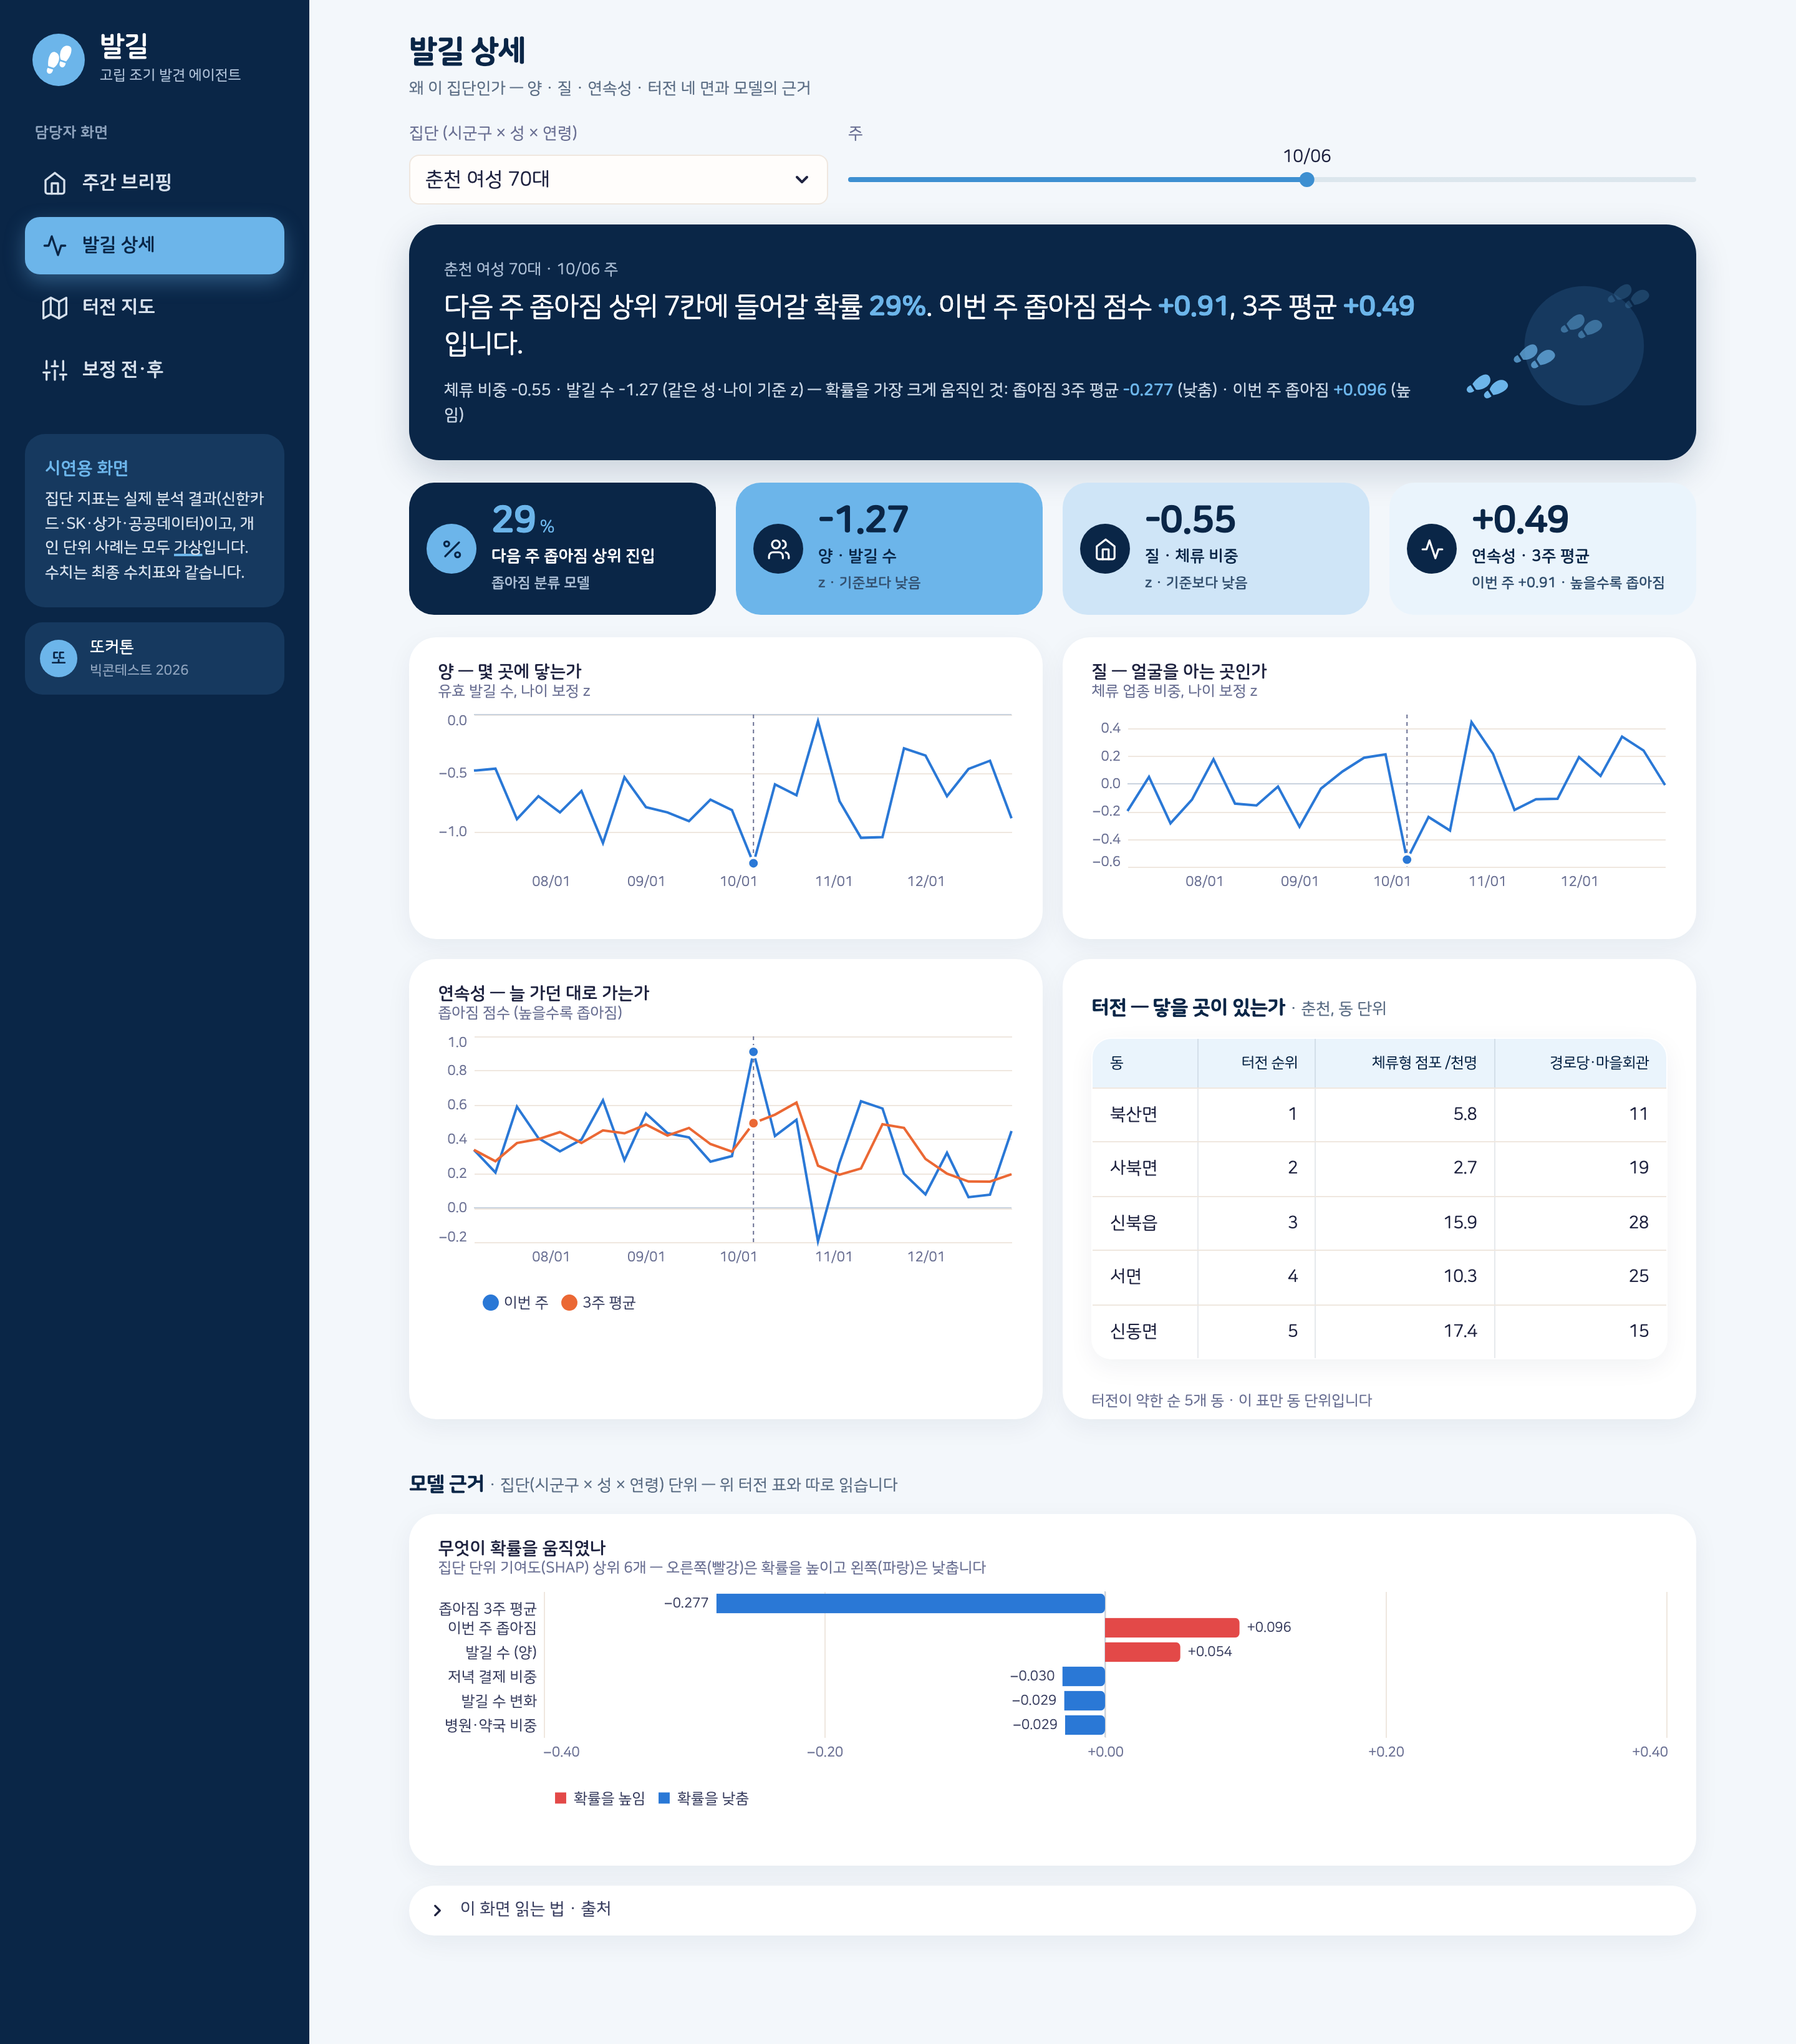 발길
고립 조기 발견 에이전트
담당자 화면
주간 브리핑
발길 상세
터전 지도
보정 전·후
시연용 화면
집단 지표는 실제 분석 결과(신한카
드·SK·상가·공공데이터)이고, 개
인 단위 사례는 모두 가상입니다.
수치는 최종 수치표와 같습니다.
또
또커톤
빅콘테스트 2026
발길 상세
왜 이 집단인가 — 양 · 질 · 연속성 · 터전 네 면과 모델의 근거
집단 (시군구 × 성 × 연령)
춘천 여성 70대
주
10/06
춘천 여성 70대 · 10/06 주
다음 주 좁아짐 상위 7칸에 들어갈 확률 29%. 이번 주 좁아짐 점수 +0.91, 3주 평균 +0.49
입니다.
체류 비중 -0.55 · 발길 수 -1.27 (같은 성·나이 기준 z) — 확률을 가장 크게 움직인 것: 좁아짐 3주 평균 -0.277 (낮춤) · 이번 주 좁아짐 +0.096 (높
임)
29 %
다음 주 좁아짐 상위 진입
좁아짐 분류 모델
-1.27
양 · 발길 수
z · 기준보다 낮음
-0.55
질 · 체류 비중
z · 기준보다 낮음
+0.49
연속성 · 3주 평균
이번 주 +0.91 · 높을수록 좁아짐
양 — 몇 곳에 닿는가
유효 발길 수, 나이 보정 z
0.0
−0.5
−1.0
08/01 09/01 10/01 11/01 12/01
질 — 얼굴을 아는 곳인가
체류 업종 비중, 나이 보정 z
0.4
0.2
0.0
−0.2
−0.4
−0.6
08/01 09/01 10/01 11/01 12/01
연속성 — 늘 가던 대로 가는가
좁아짐 점수 (높을수록 좁아짐)
1.0
0.8
0.6
0.4
0.2
0.0
−0.2
08/01 09/01 10/01 11/01 12/01
이번 주 3주 평균
터전 — 닿을 곳이 있는가 · 춘천, 동 단위
동 터전 순위 체류형 점포 /천명 경로당·마을회관
북산면 1 5.8 11
사북면 2 2.7 19
신북읍 3 15.9 28
서면 4 10.3 25
신동면 5 17.4 15
터전이 약한 순 5개 동 · 이 표만 동 단위입니다
모델 근거 · 집단(시군구 × 성 × 연령) 단위 — 위 터전 표와 따로 읽습니다
무엇이 확률을 움직였나
집단 단위 기여도(SHAP) 상위 6개 — 오른쪽(빨강)은 확률을 높이고 왼쪽(파랑)은 낮춥니다
좁아짐 3주 평균 −0.277
이번 주 좁아짐 +0.096
발길 수 (양) +0.054
저녁 결제 비중 −0.030
발길 수 변화 −0.029
병원·약국 비중 −0.029
−0.40 −0.20 +0.00 +0.20 +0.40
확률을 높임 확률을 낮춤
이 화면 읽는 법 · 출처